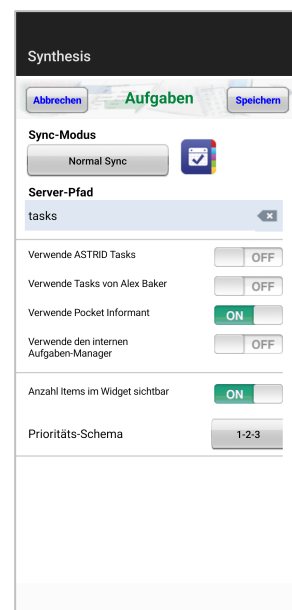 Synthesis
Abbrechen Aufgaben Speichern
Sync-Modus
Normal Sync
Server-Pfad
tasks
Verwende ASTRID Tasks OFF
Verwende Tasks von Alex Baker OFF
Verwende Pocket Informant ON
Verwende den internen
Aufgaben-Manager OFF
Anzahl Items im Widget sichtbar ON
Prioritäts-Schema 1-2-3